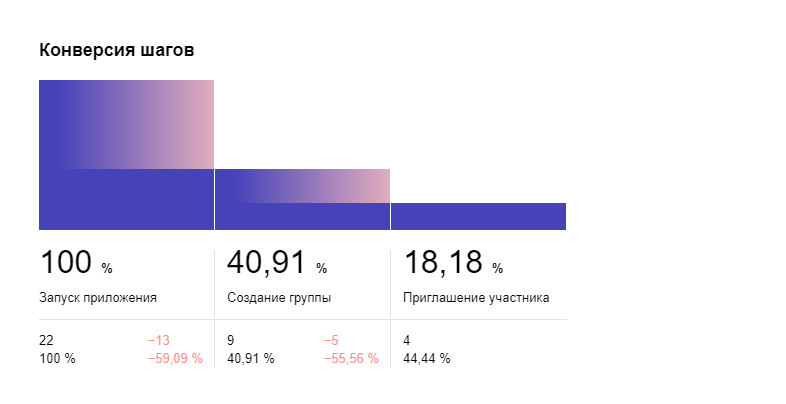 Конверсия шагов
100 % 40,91 % 18,18 %
Запуск приложения Создание группы Приглашение участника
22 −13 9 −5 4
100 % −59,09 % 40,91 % −55,56 % 44,44 %